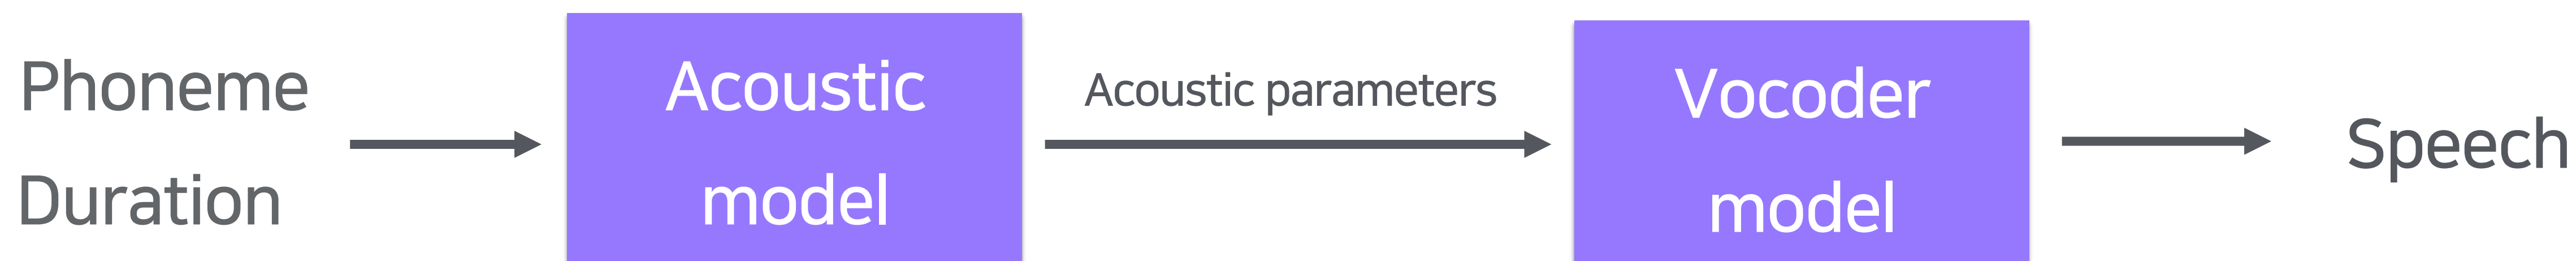 Phoneme
Duration
Acoustic
model
Acoustic parameters
Vocoder
model
Speech